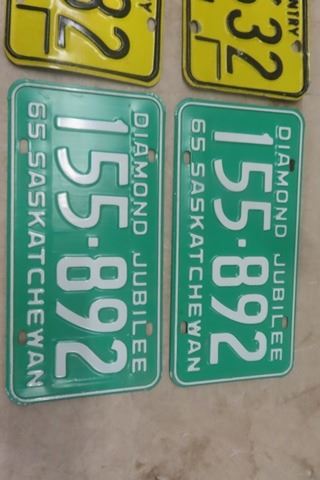 DIAMOND JUBILEE
155·892
65 SASKATCHEWAN
DIAMOND JUBILEE
155·892
65 SASKATCHEWAN